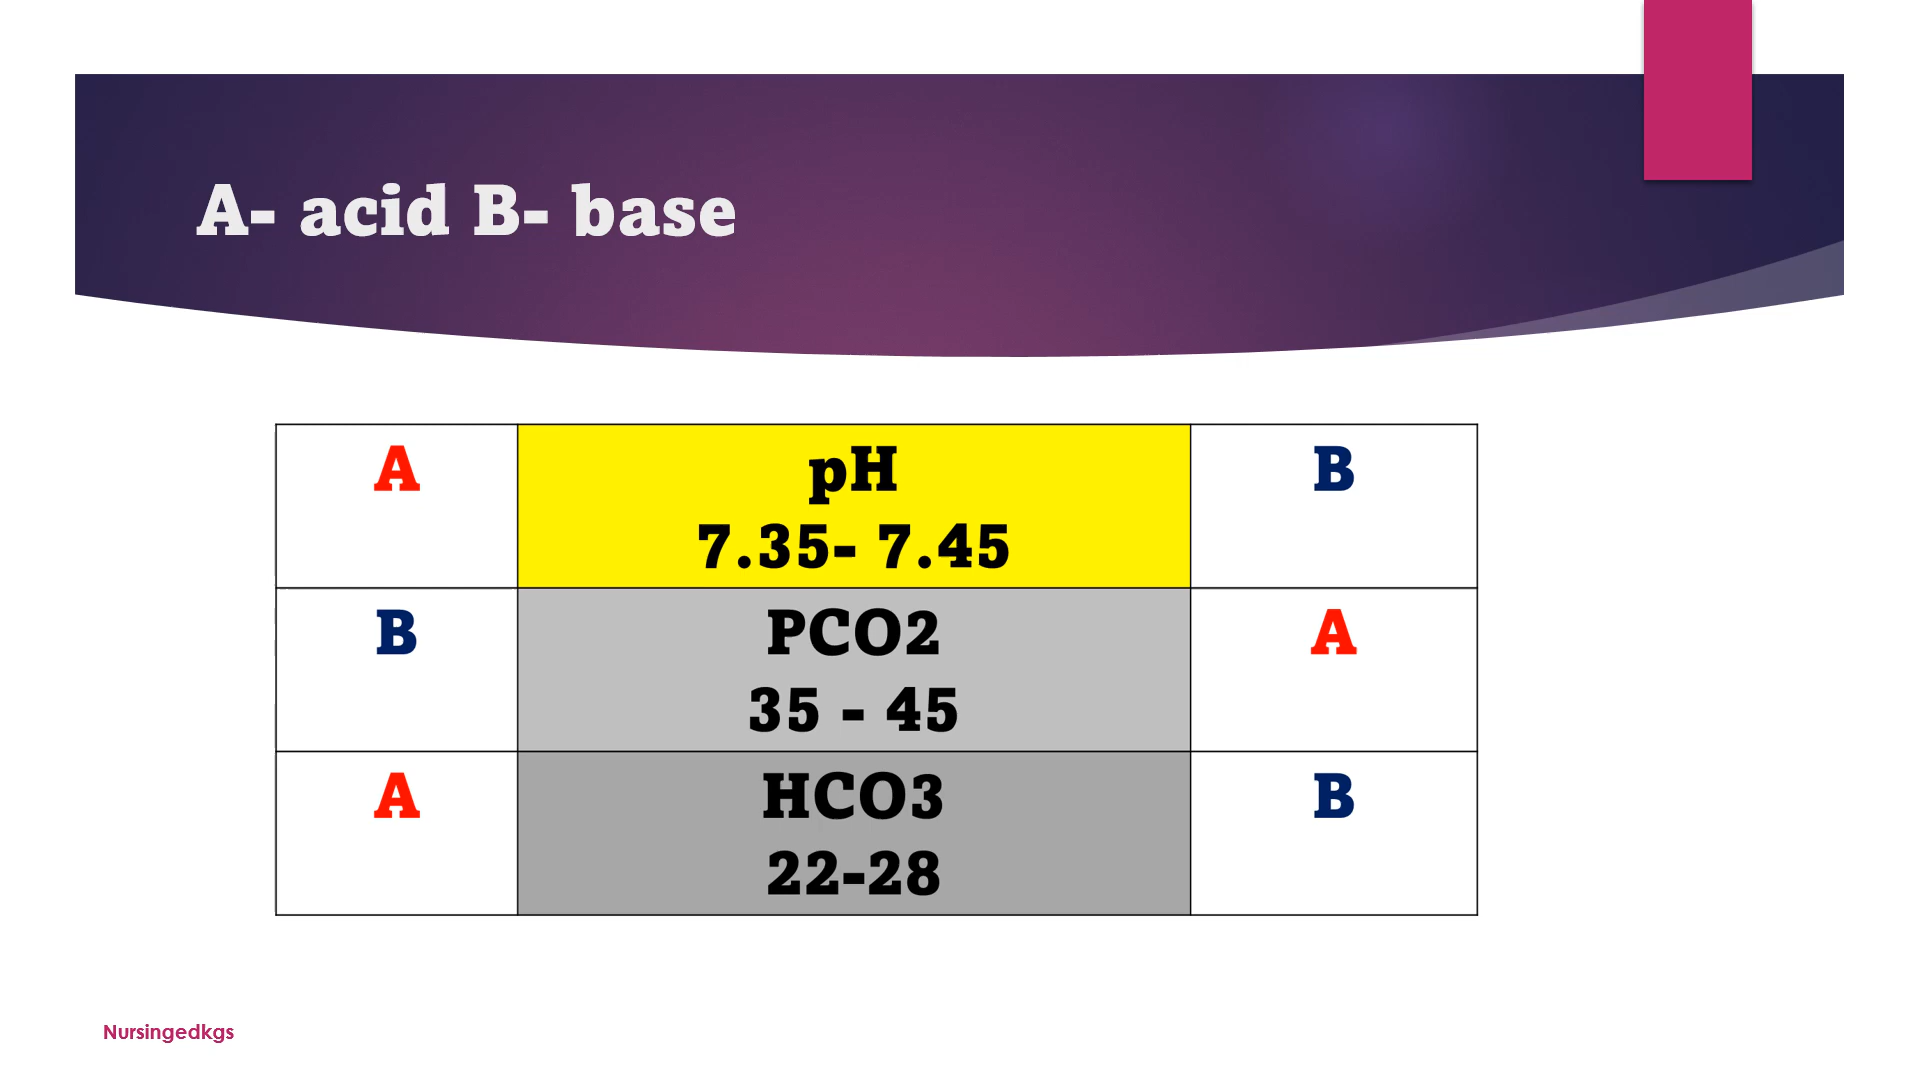 A- acid B- base
A pH B
7.35- 7.45
B PCO2 A
35 - 45
A HCO3 B
22-28
Nursingedkgs